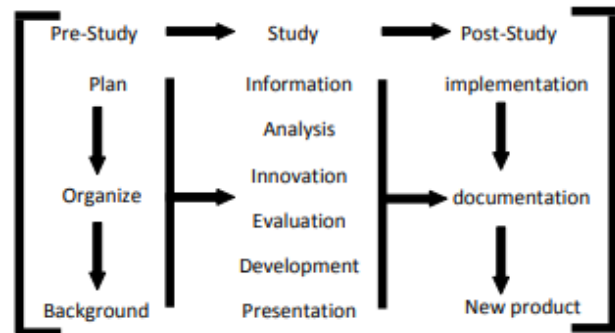 Pre-Study Study Post-Study
Plan Information implementation
Analysis
Organize Innovation documentation
Evaluation
Development
Background Presentation New product